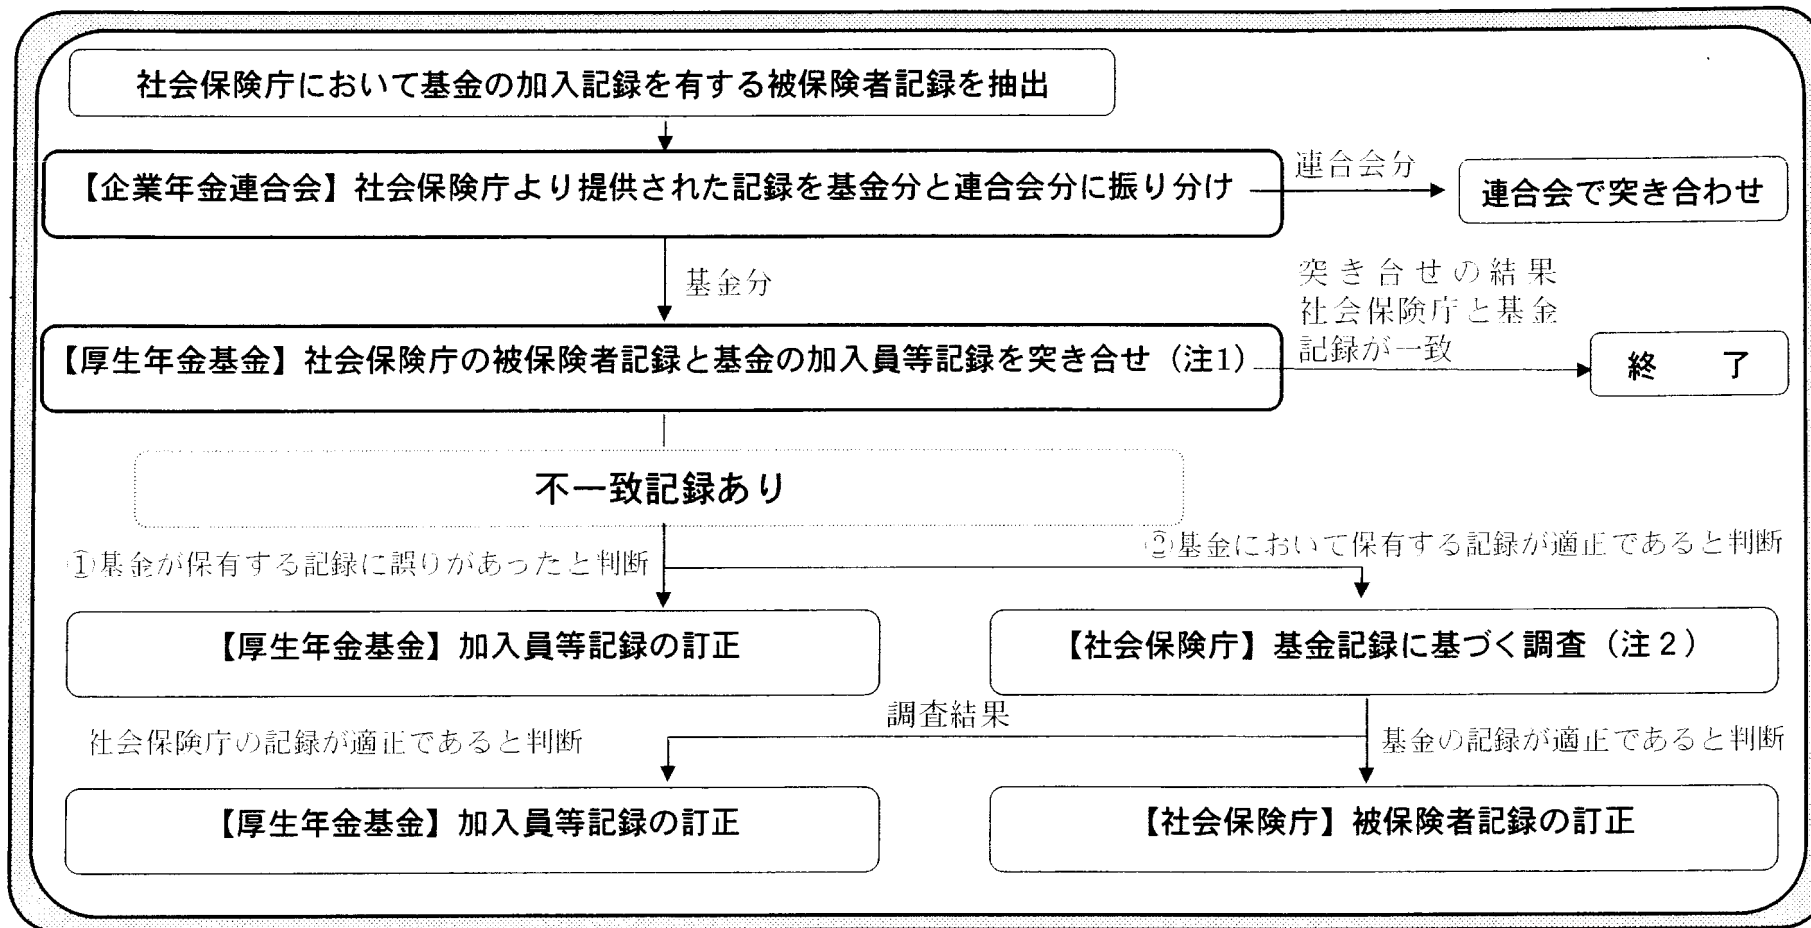 社会保険庁において基金の加入記録を有する被保険者記録を抽出
【企業年金連合会】社会保険庁より提供された記録を基金分と連合会分に振り分け
連合会分
連合会で突き合わせ
基金分
突き合せの結果
社会保険庁と基金
記録が一致
【厚生年金基金】社会保険庁の被保険者記録と基金の加入員等記録を突き合せ（注1）
終　了
不一致記録あり
①基金が保有する記録に誤りがあったと判断
②基金において保有する記録が適正であると判断
【厚生年金基金】加入員等記録の訂正
【社会保険庁】基金記録に基づく調査（注２）
調査結果
社会保険庁の記録が適正であると判断
基金の記録が適正であると判断
【厚生年金基金】加入員等記録の訂正
【社会保険庁】被保険者記録の訂正